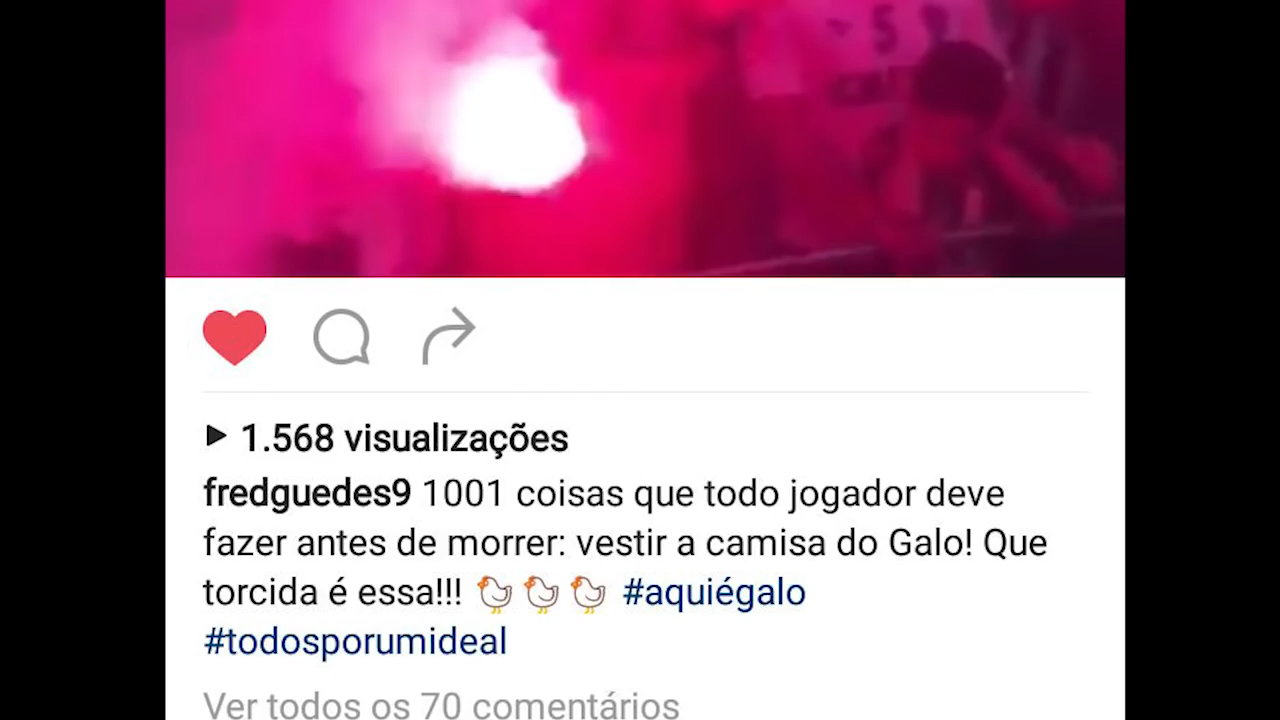 1.568 visualizações
fredguedes9 1001 coisas que todo jogador deve
fazer antes de morrer: vestir a camisa do Galo! Que
torcida é essa!!! 🐔🐔🐔 #aquiégalo
#todosporumideal
Ver todos os 70 comentários